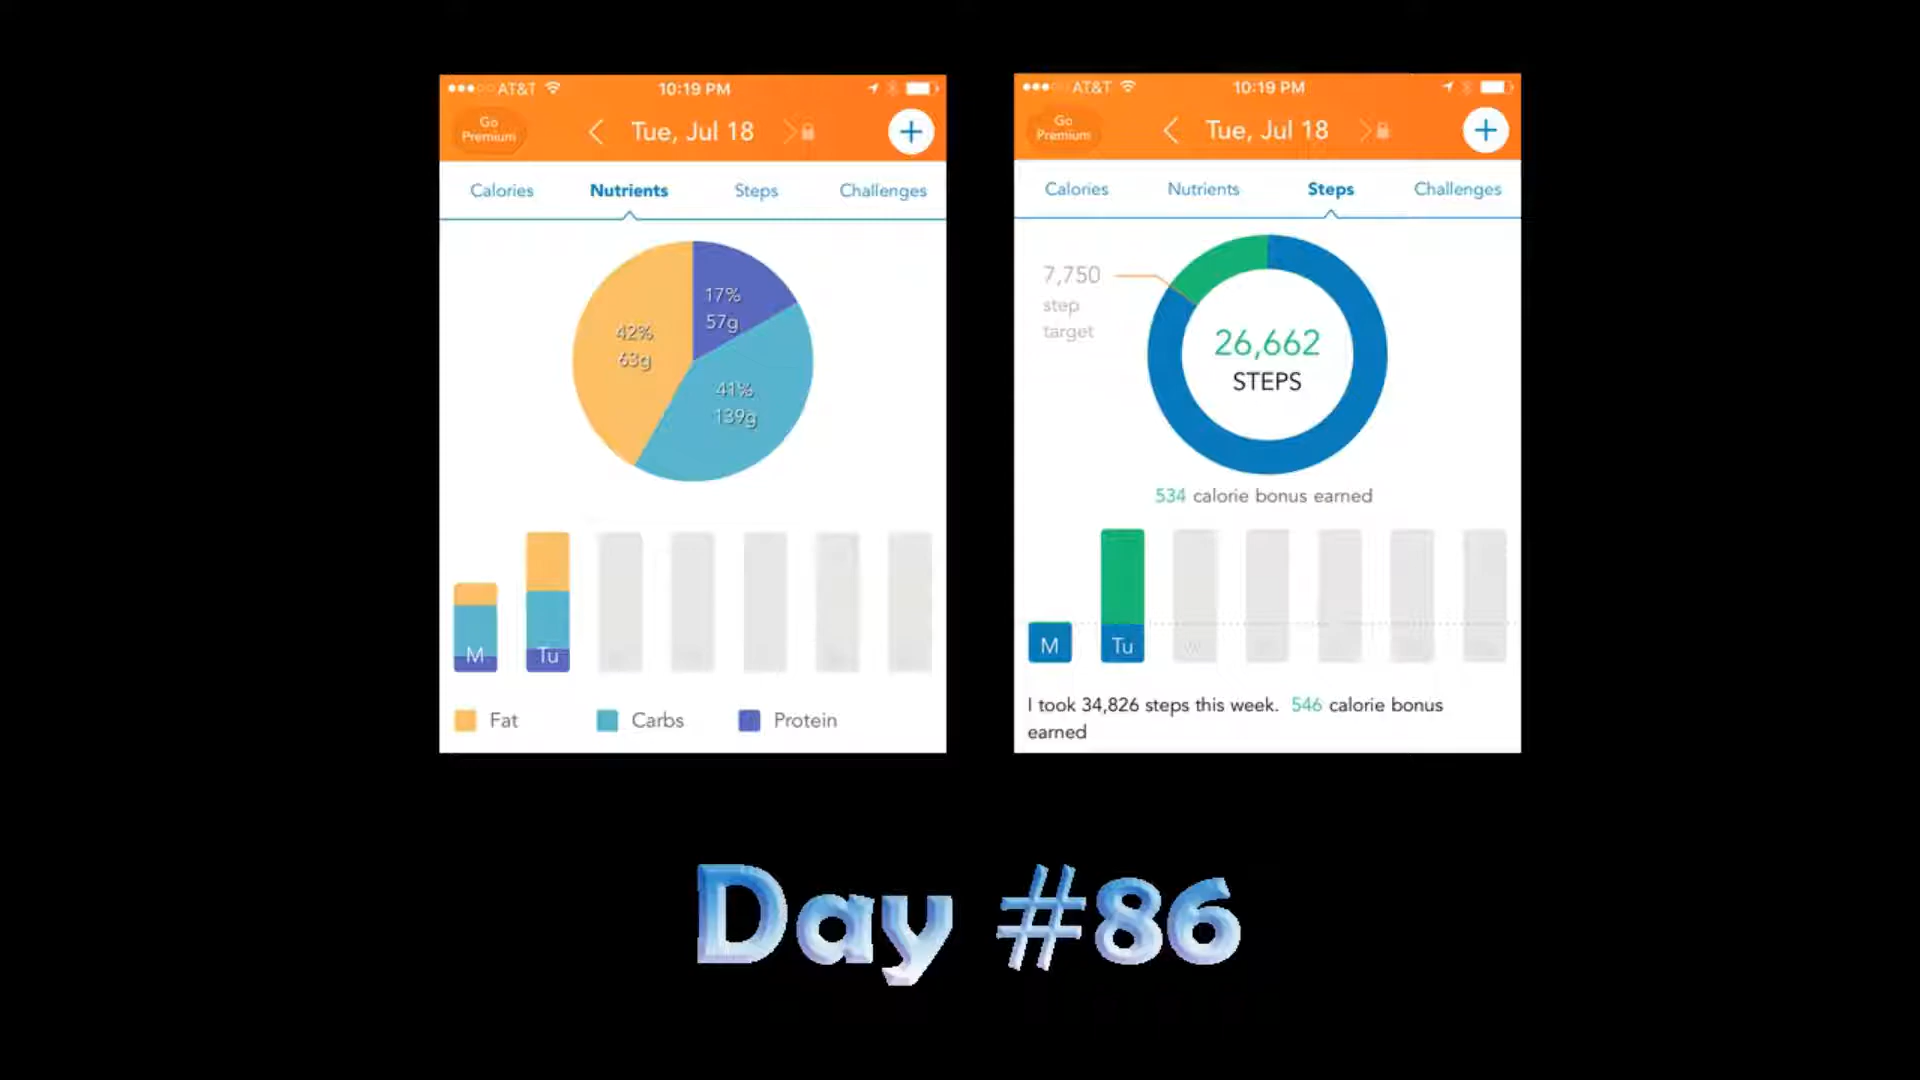 AT&T 10:19 PM
Go
Premium
Tue, Jul 18
Calories Nutrients Steps Challenges
17%
57g
42%
63g
41%
139g
M Tu
Fat Carbs Protein
AT&T 10:19 PM
Go
Premium
Tue, Jul 18
Calories Nutrients Steps Challenges
7,750
step
target
26,662
STEPS
534 calorie bonus earned
M Tu
I took 34,826 steps this week. 546 calorie bonus
earned
Day #86